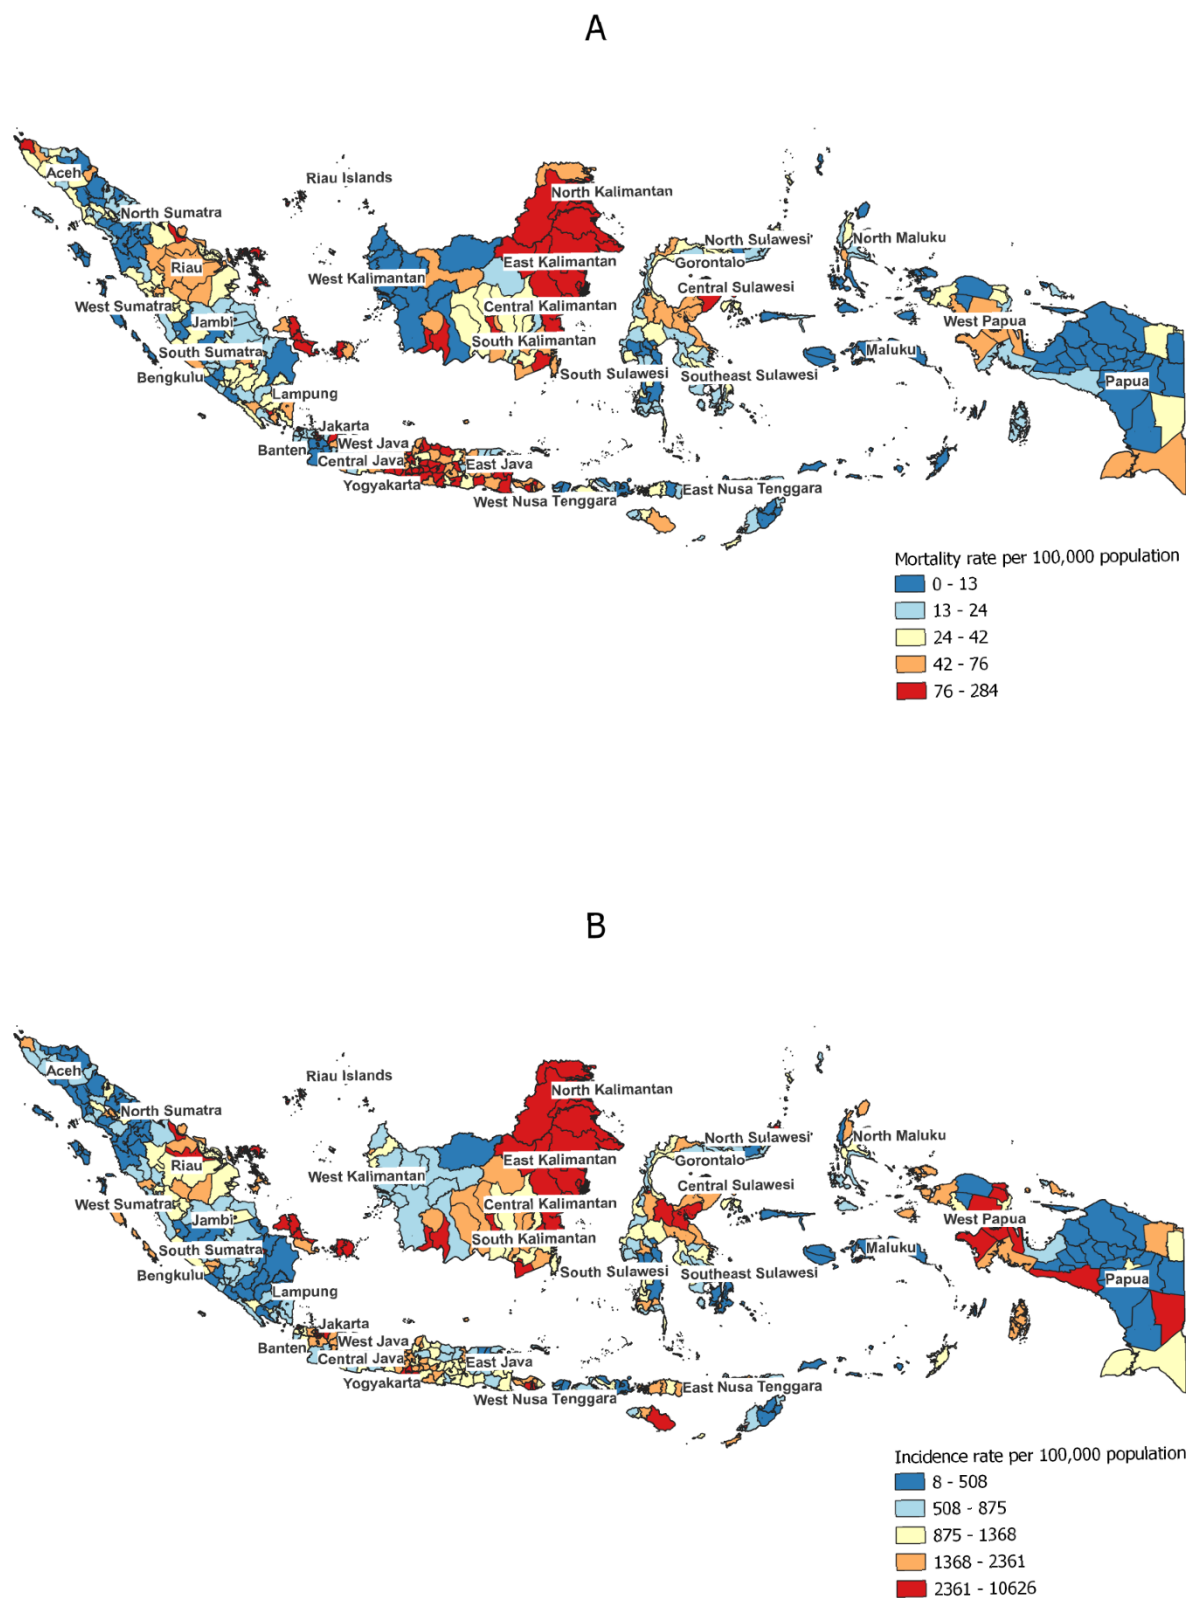 A
Aceh
Riau Islands
North Kalimantan
North Sumatra
North Sulawesi
North Maluku
Riau
East Kalimantan
Gorontalo
West Kalimantan
Central Sulawesi
West Sumatra
Central Kalimantan
Jambi
West Papua
South Kalimantan
South Sumatra
Maluku
Bengkulu
South Sulawesi
Southeast Sulawesi
Papua
Lampung
Jakarta
Banten
West Java
Central Java
East Java
Yogyakarta
West Nusa Tenggara
East Nusa Tenggara
Mortality rate per 100,000 population
0 - 13
13 - 24
24 - 42
42 - 76
76 - 284
B
Aceh
Riau Islands
North Kalimantan
North Sumatra
North Sulawesi
North Maluku
Riau
East Kalimantan
Gorontalo
West Kalimantan
Central Sulawesi
West Sumatra
Central Kalimantan
Jambi
West Papua
South Kalimantan
South Sumatra
Maluku
Bengkulu
South Sulawesi
Southeast Sulawesi
Papua
Lampung
Jakarta
Banten
West Java
Central Java
East Java
Yogyakarta
West Nusa Tenggara
East Nusa Tenggara
Incidence rate per 100,000 population
8 - 508
508 - 875
875 - 1368
1368 - 2361
2361 - 10626